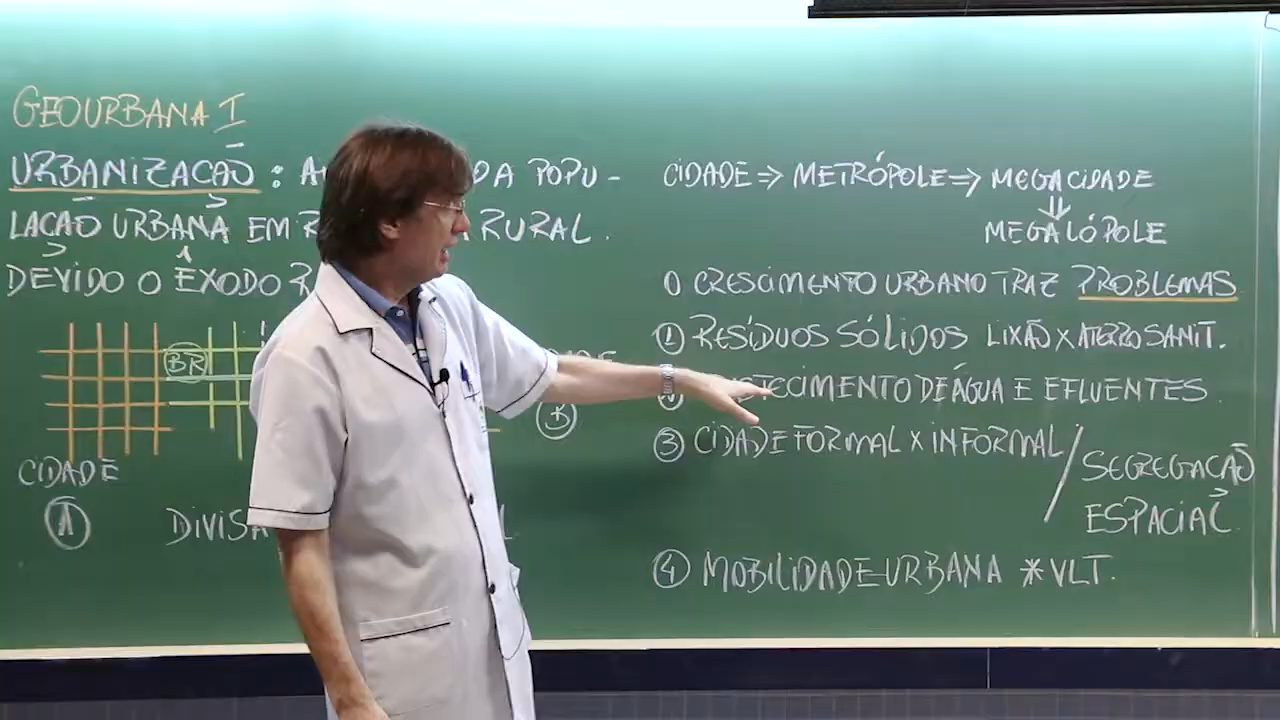 GEOURBANA I
URBANIZAÇÃO : DA POPU -
LAÇÃO URBANA EM RURAL .
DEVIDO O ÊXODO
BR
CIDADE
A
B
DIVISA
CIDADE ⇒ METRÓPOLE ⇒ MEGACIDADE
⇓
MEGALÓPOLE
O CRESCIMENTO URBANO TRAZ PROBLEMAS
① RESÍDUOS SÓLIDOS LIXÃO X ATERRO SANIT.
DE ÁGUA E EFLUENTES .
③ CIDADE FORMAL X INFORMAL / SEGREGAÇÃO
ESPACIAL
④ MOBILIDADE URBANA * VLT.